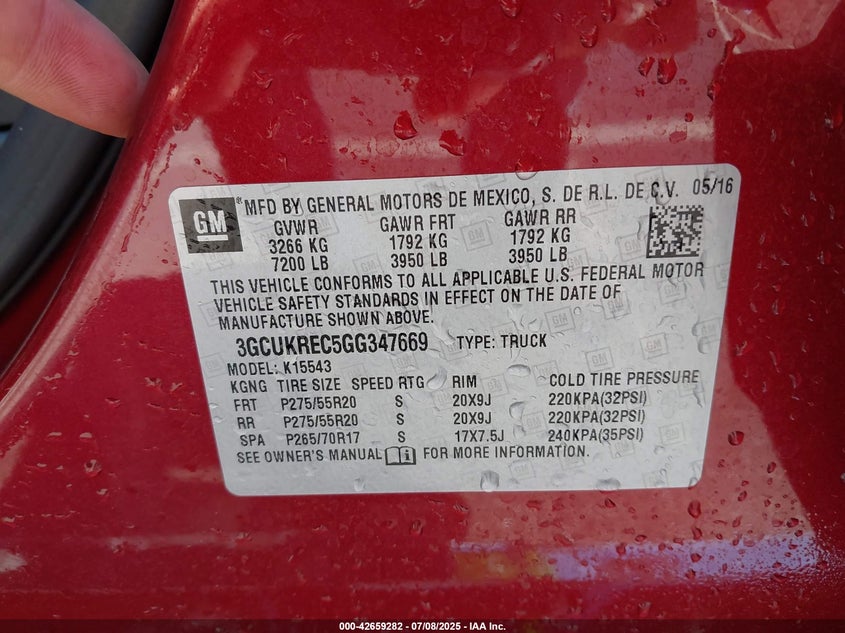 GM ® MFD BY GENERAL MOTORS DE MEXICO, S. DE R.L. DE C.V. 05/16
GVWR GAWR FRT GAWR RR
3266 KG 1792 KG 1792 KG
7200 LB 3950 LB 3950 LB
THIS VEHICLE CONFORMS TO ALL APPLICABLE U.S. FEDERAL MOTOR
VEHICLE SAFETY STANDARDS IN EFFECT ON THE DATE OF
MANUFACTURE SHOWN ABOVE.
3GCUKREC5GG347669 TYPE: TRUCK
MODEL: K15543
KGNG TIRE SIZE SPEED RTG RIM COLD TIRE PRESSURE
FRT P275/55R20 S 20X9J 220KPA(32PSI)
RR P275/55R20 S 20X9J 220KPA(32PSI)
SPA P265/70R17 S 17X7.5J 240KPA(35PSI)
SEE OWNER'S MANUAL FOR MORE INFORMATION.
000-42659282 - 07/08/2025 - IAA Inc.